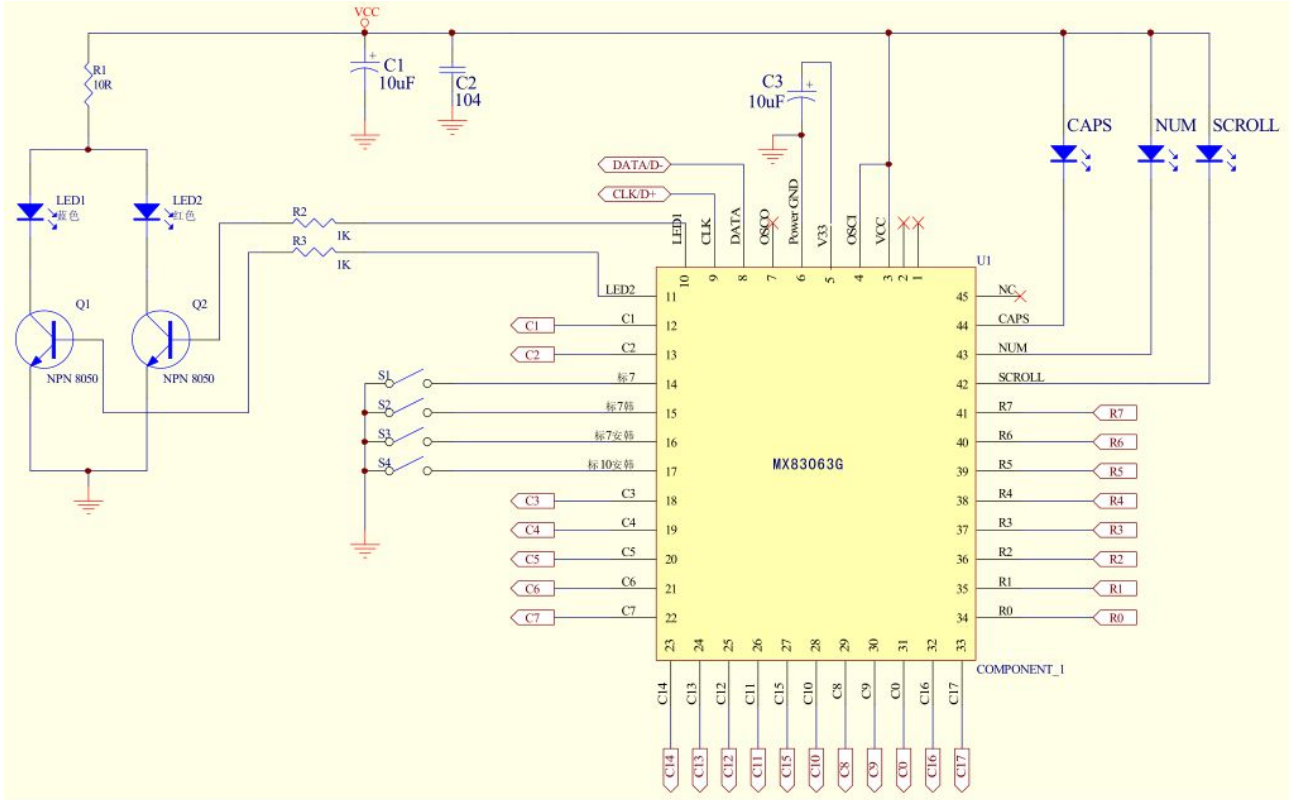 VCC
R1
10R
C1
10uF
C2
104
C3
10uF
CAPS
NUM
SCROLL
DATA/D-
CLK/D+
LED1
蓝色
LED2
红色
R2
1K
R3
1K
LED1
CLK
DATA
OSCO
Power GND
V33
OSCI
VCC
10
9
8
7
6
5
4
3
2
1
U1
Q1
NPN 8050
Q2
NPN 8050
LED2
11
C1
C1
12
C2
C2
13
S1
标7
14
S2
标7韩
15
S3
标7安韩
16
S4
标10安韩
17
C3
C3
18
C4
C4
19
C5
C5
20
C6
C6
21
C7
C7
22
MX83063G
45
NC
44
CAPS
43
NUM
42
SCROLL
41
R7
R7
40
R6
R6
39
R5
R5
38
R4
R4
37
R3
R3
36
R2
R2
35
R1
R1
34
R0
R0
23
24
25
26
27
28
29
30
31
32
33
COMPONENT_1
C14
C13
C12
C11
C15
C10
C8
C9
C0
C16
C17
C14
C13
C12
C11
C15
C10
C8
C9
C0
C16
C17